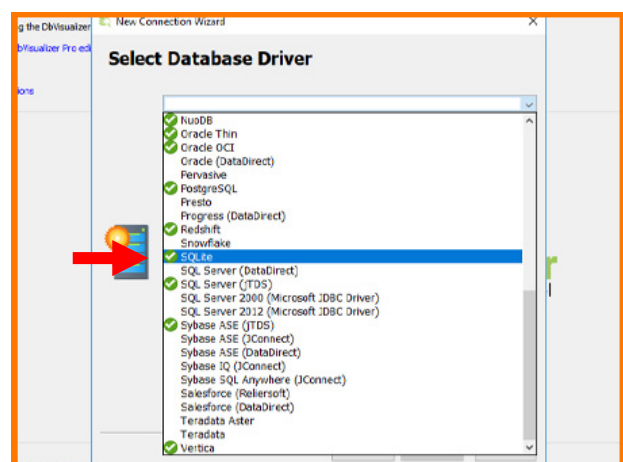 g the DbVisualizer
New Connection Wizard
bVisualizer Pro edi
Select Database Driver
ions
NuoDB
Oracle Thin
Oracle OCI
Oracle (DataDirect)
Pervasive
PostgreSQL
Presto
Progress (DataDirect)
Redshift
Snowflake
SQLite
SQL Server (DataDirect)
SQL Server (jTDS)
SQL Server 2000 (Microsoft JDBC Driver)
SQL Server 2012 (Microsoft JDBC Driver)
Sybase ASE (jTDS)
Sybase ASE (JConnect)
Sybase ASE (DataDirect)
Sybase IQ (JConnect)
Sybase SQL Anywhere (JConnect)
Salesforce (Reliersoft)
Salesforce (DataDirect)
Teradata Aster
Teradata
Vertica